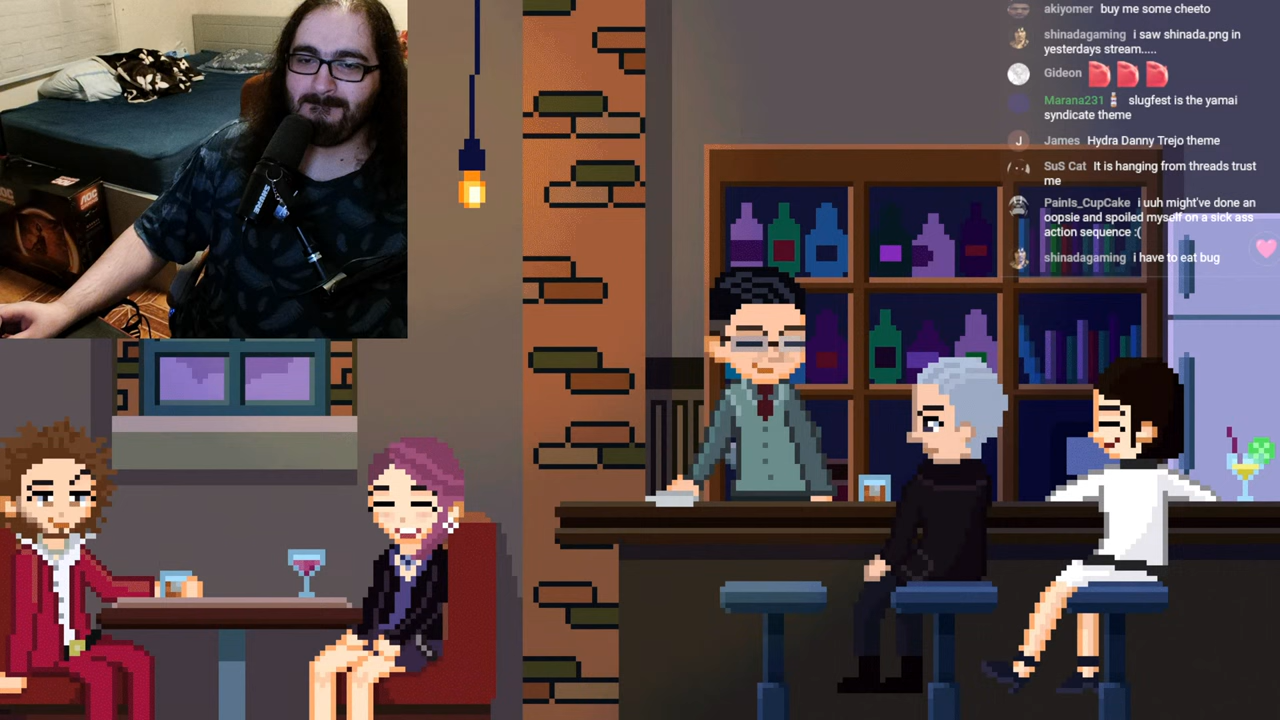 akiyomer buy me some cheeto
shinadagaming i saw shinada.png in
yesterdays stream.....
Gideon
Marana231 slugfest is the yamai
syndicate theme
J James Hydra Danny Trejo theme
SuS Cat It is hanging from threads trust
me
PainIs_CupCake i uuh might've done an
oopsie and spoiled myself on a sick ass
action sequence :(
shinadagaming i have to eat bug
AOC